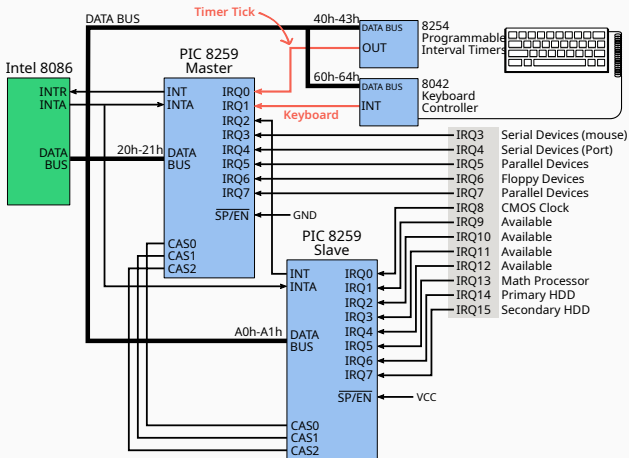 Timer Tick
DATA BUS
40h-43h
DATA BUS
OUT
8254
Programmable
Interval Timers
60h-64h
DATA BUS
INT
8042
Keyboard
Controller
Keyboard
Intel 8086
INTR
INTA
DATA
BUS
20h-21h
PIC 8259
Master
INT
INTA
DATA
BUS
IRQ0
IRQ1
IRQ2
IRQ3
IRQ4
IRQ5
IRQ6
IRQ7
SP/EN
GND
CAS0
CAS1
CAS2
IRQ3 Serial Devices (mouse)
IRQ4 Serial Devices (Port)
IRQ5 Parallel Devices
IRQ6 Floppy Devices
IRQ7 Parallel Devices
IRQ8 CMOS Clock
IRQ9 Available
IRQ10 Available
IRQ11 Available
IRQ12 Available
IRQ13 Math Processor
IRQ14 Primary HDD
IRQ15 Secondary HDD
PIC 8259
Slave
INT
INTA
IRQ0
IRQ1
IRQ2
IRQ3
IRQ4
IRQ5
IRQ6
IRQ7
A0h-A1h
DATA
BUS
SP/EN
VCC
CAS0
CAS1
CAS2